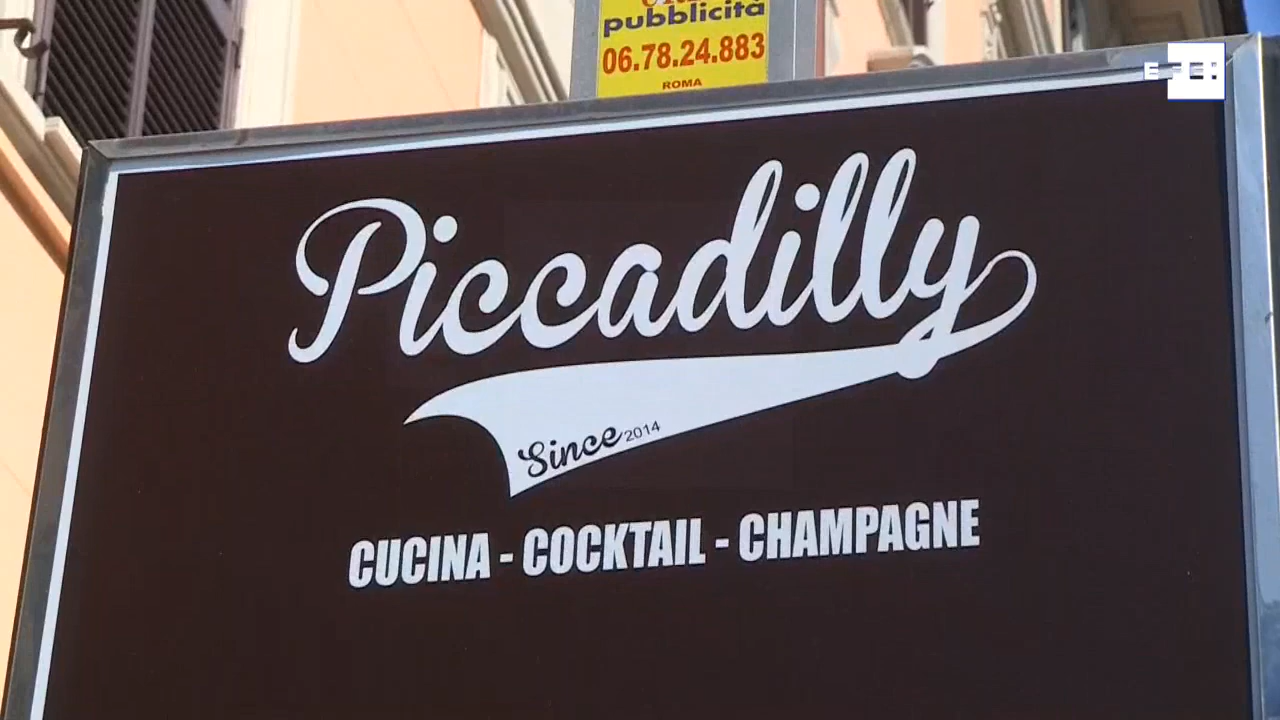 pubblicità
06.78.24.883
ROMA
Piccadilly
Since 2014
CUCINA - COCKTAIL - CHAMPAGNE